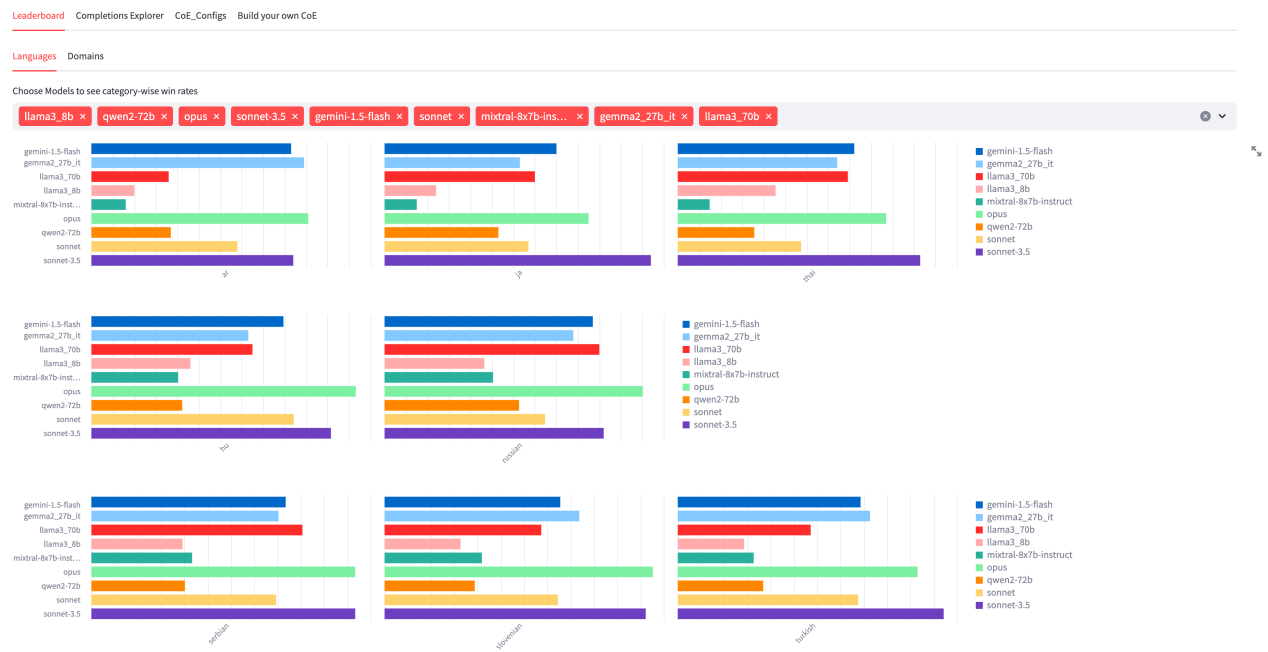 Leaderboard Completions Explorer CoE_Configs Build your own CoE
Languages Domains
Choose Models to see category-wise win rates
llama3_8b × qwen2-72b × opus × sonnet-3.5 × gemini-1.5-flash × sonnet × mixtral-8x7b-ins... × gemma2_27b_it × llama3_70b ×
gemini-1.5-flash
gemma2_27b_it
llama3_70b
llama3_8b
mixtral-8x7b-inst...
opus
qwen2-72b
sonnet
sonnet-3.5
ar
ja
thai
gemini-1.5-flash
gemma2_27b_it
llama3_70b
llama3_8b
mixtral-8x7b-instruct
opus
qwen2-72b
sonnet
sonnet-3.5
gemini-1.5-flash
gemma2_27b_it
llama3_70b
llama3_8b
mixtral-8x7b-inst...
opus
qwen2-72b
sonnet
sonnet-3.5
hu
russian
gemini-1.5-flash
gemma2_27b_it
llama3_70b
llama3_8b
mixtral-8x7b-instruct
opus
qwen2-72b
sonnet
sonnet-3.5
gemini-1.5-flash
gemma2_27b_it
llama3_70b
llama3_8b
mixtral-8x7b-inst...
opus
qwen2-72b
sonnet
sonnet-3.5
serbian
slovenian
turkish
gemini-1.5-flash
gemma2_27b_it
llama3_70b
llama3_8b
mixtral-8x7b-instruct
opus
qwen2-72b
sonnet
sonnet-3.5